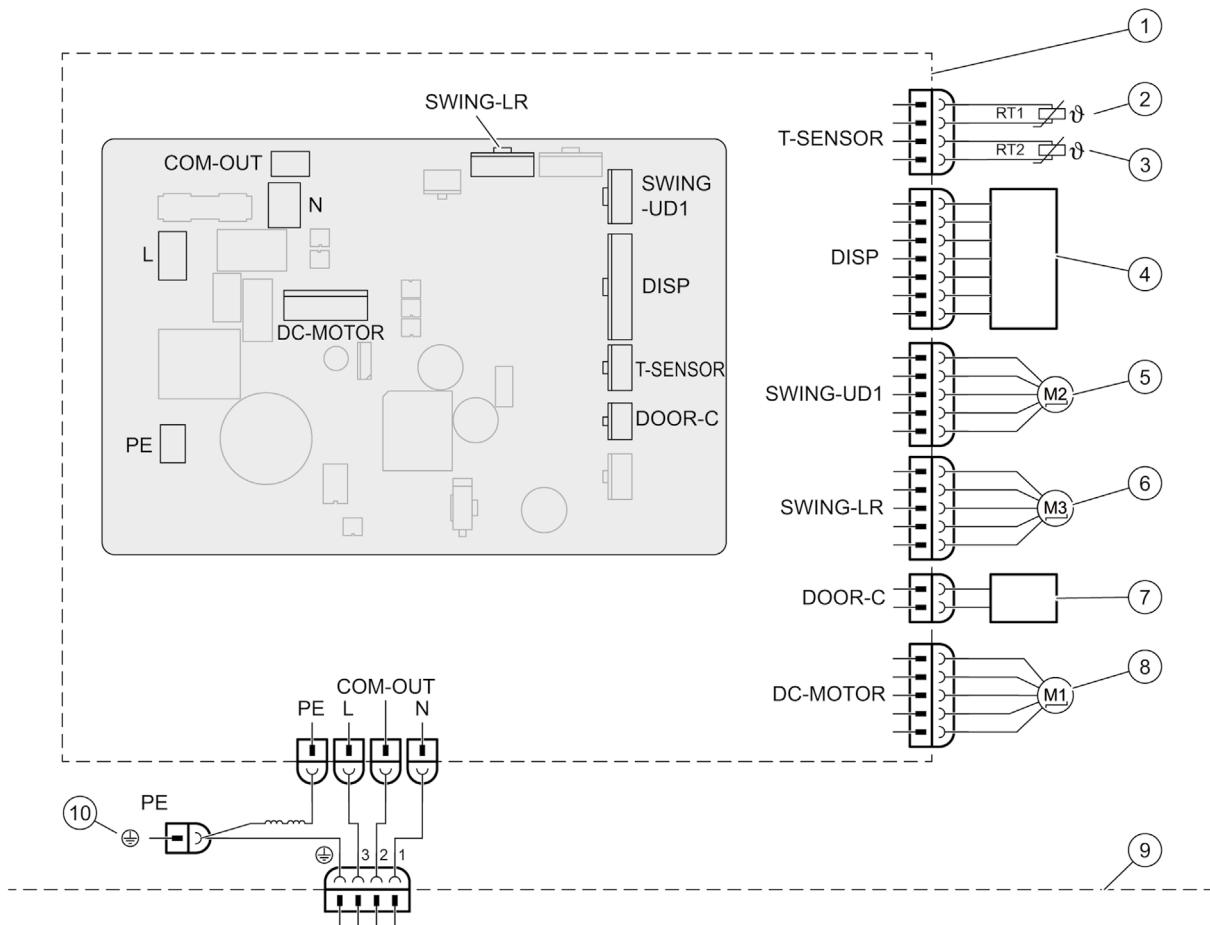 1
SWING-LR
2
RT1
ϑ
COM-OUT
T-SENSOR
3
RT2
ϑ
SWING
-UD1
N
L
DISP
DISP
4
DC-MOTOR
T-SENSOR
5
SWING-UD1
M2
DOOR-C
PE
6
SWING-LR
M3
DOOR-C
7
8
COM-OUT
PE
L
N
DC-MOTOR
M1
PE
10
3
2
1
9